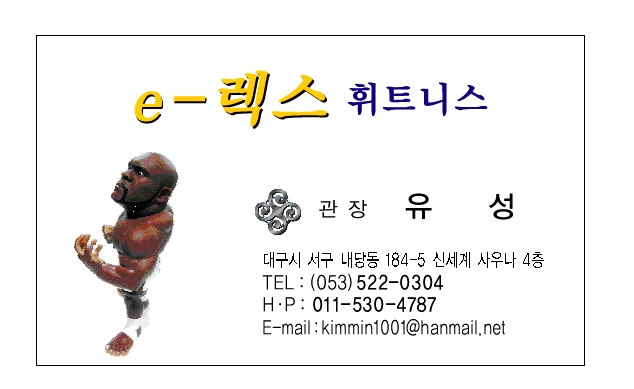 e-렉스 휘트니스
관 장 유 성
대구시 서구 내당동 184-5 신세계 사우나 4층
TEL : (053) 522-0304
H·P : 011-530-4787
E-mail : kimmin1001@hanmail.net